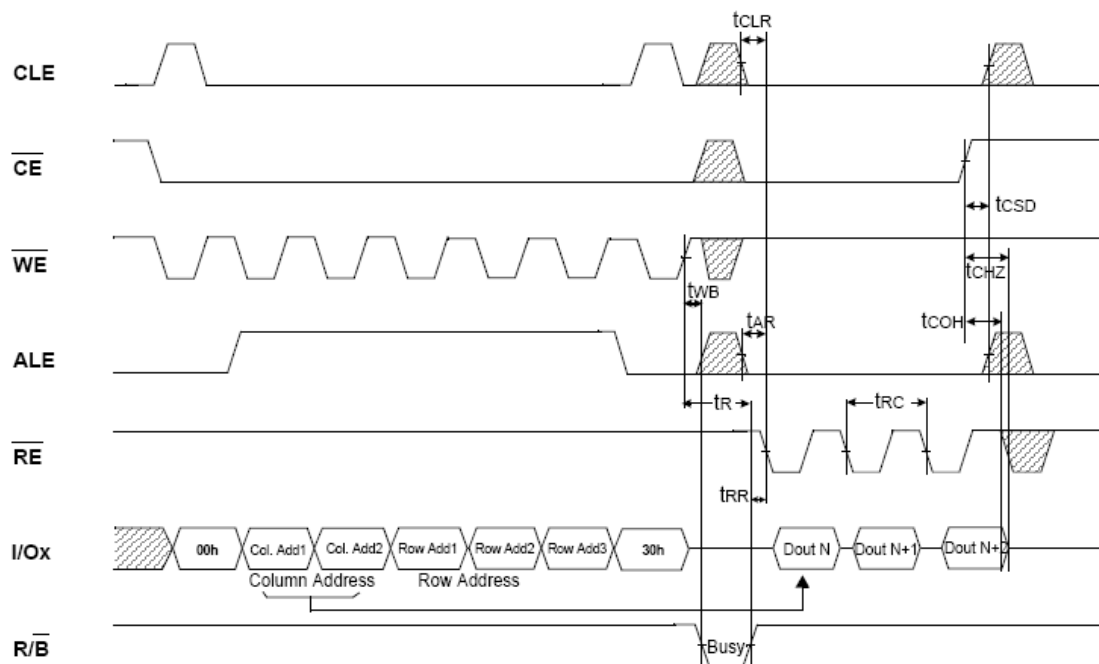 tCLR
CLE
CE
tCSD
WE
tCHZ
tWB
tAR
tCOH
ALE
tR
tRC
RE
tRR
I/Ox
00h
Col. Add1
Col. Add2
Row Add1
Row Add2
Row Add3
30h
Dout N
Dout N+1
Dout N+2
Column Address
Row Address
R/B
Busy